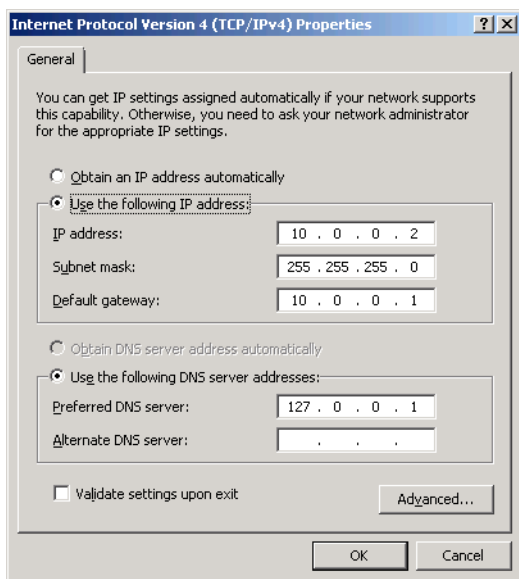 Internet Protocol Version 4 (TCP/IPv4) Properties ? X
General
You can get IP settings assigned automatically if your network supports
this capability. Otherwise, you need to ask your network administrator
for the appropriate IP settings.
Obtain an IP address automatically
Use the following IP address:
IP address: 10 . 0 . 0 . 2
Subnet mask: 255 . 255 . 255 . 0
Default gateway: 10 . 0 . 0 . 1
Obtain DNS server address automatically
Use the following DNS server addresses:
Preferred DNS server: 127 . 0 . 0 . 1
Alternate DNS server: . . .
Validate settings upon exit
Advanced...
OK Cancel